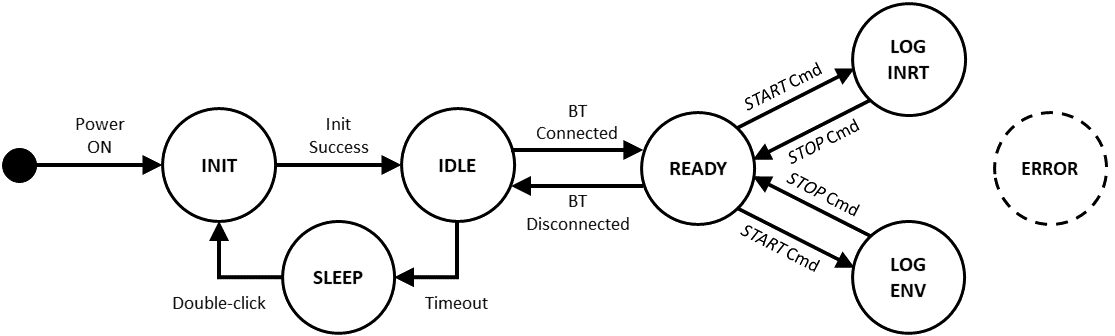 Power
ON
INIT
Init
Success
IDLE
BT
Connected
BT
Disconnected
READY
START Cmd
STOP Cmd
LOG
INRT
STOP Cmd
START Cmd
LOG
ENV
ERROR
SLEEP
Double-click
Timeout